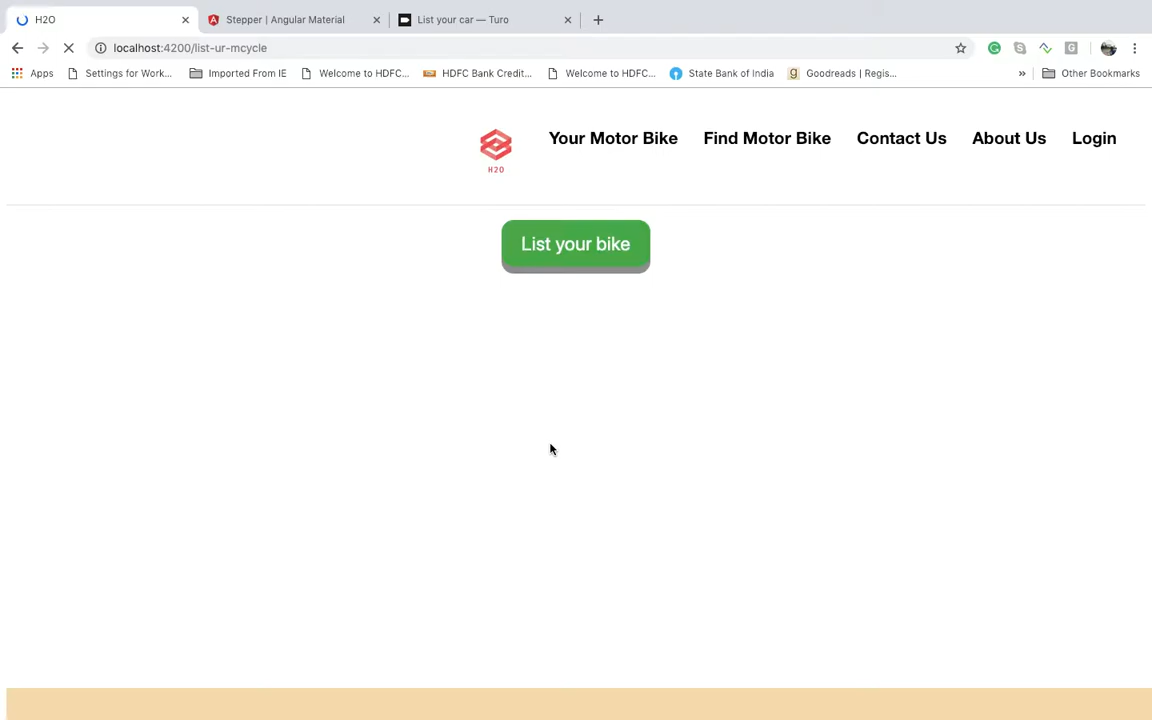 H2O
Stepper | Angular Material
List your car — Turo
localhost:4200/list-ur-mcycle
Apps
Settings for Work...
Imported From IE
Welcome to HDFC...
HDFC Bank Credit...
Welcome to HDFC...
State Bank of India
Goodreads | Regis...
»
Other Bookmarks
H2O
Your Motor Bike
Find Motor Bike
Contact Us
About Us
Login
List your bike